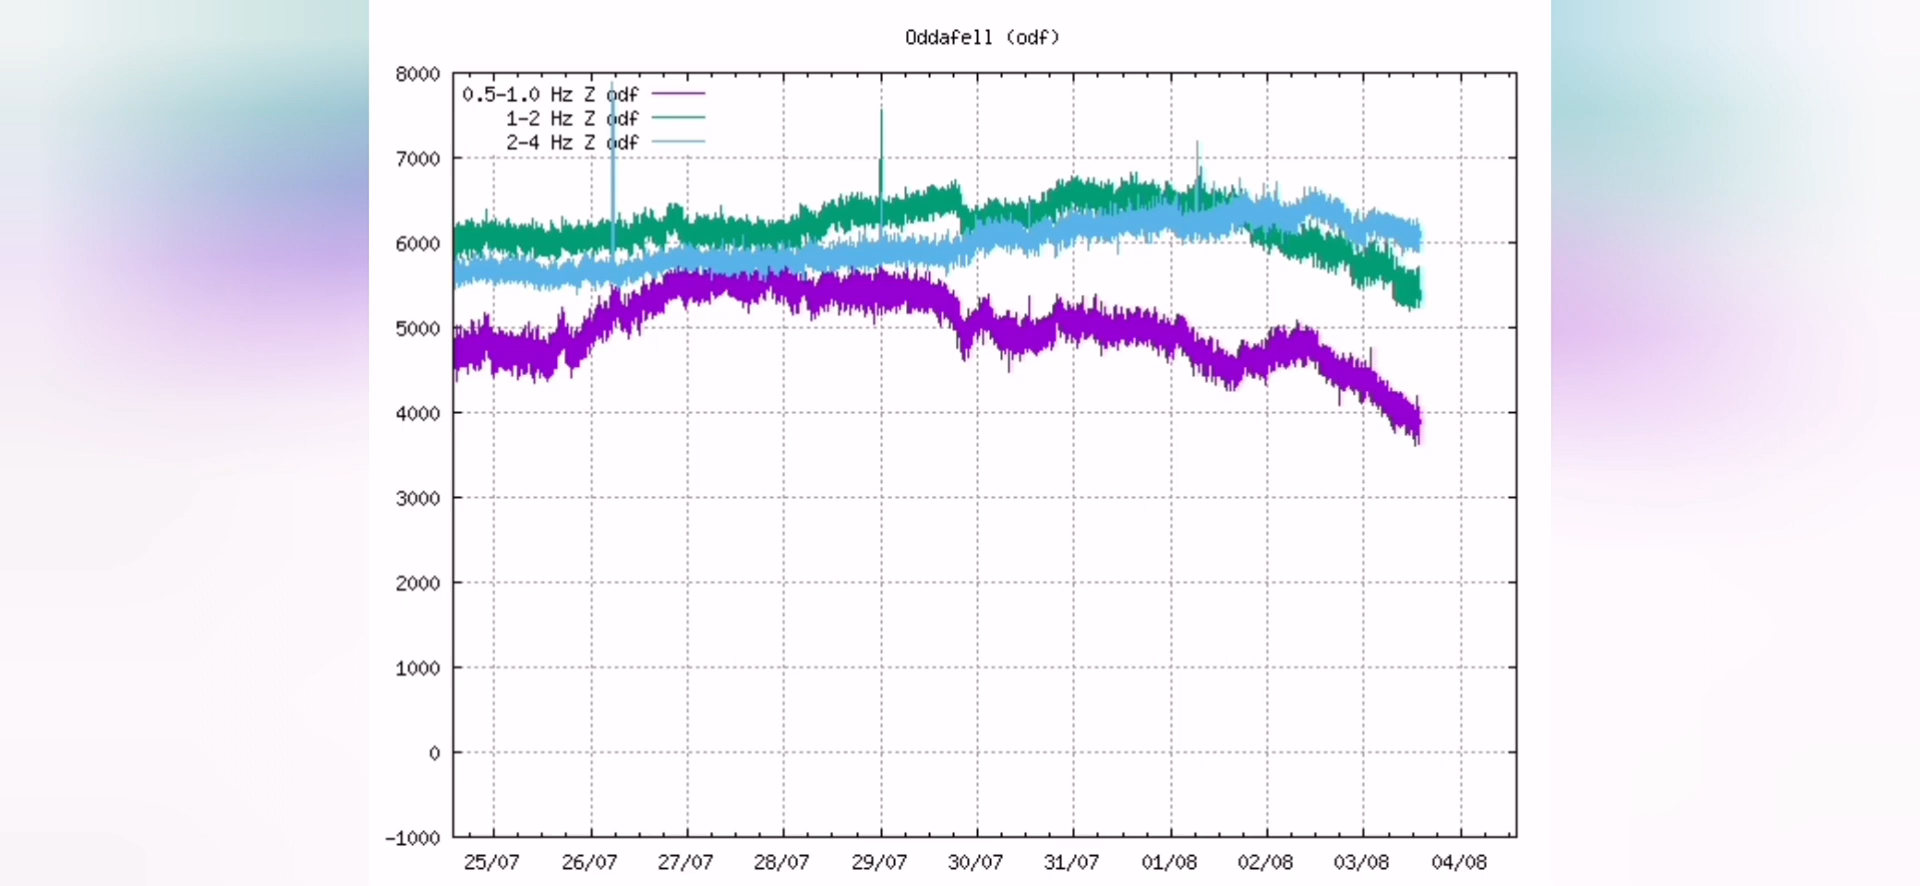 Oddafell (odf)
8000
0.5-1.0 Hz Z odf
1-2 Hz Z odf
2-4 Hz Z odf
7000
6000
5000
4000
3000
2000
1000
0
-1000
25/07 26/07 27/07 28/07 29/07 30/07 31/07 01/08 02/08 03/08 04/08